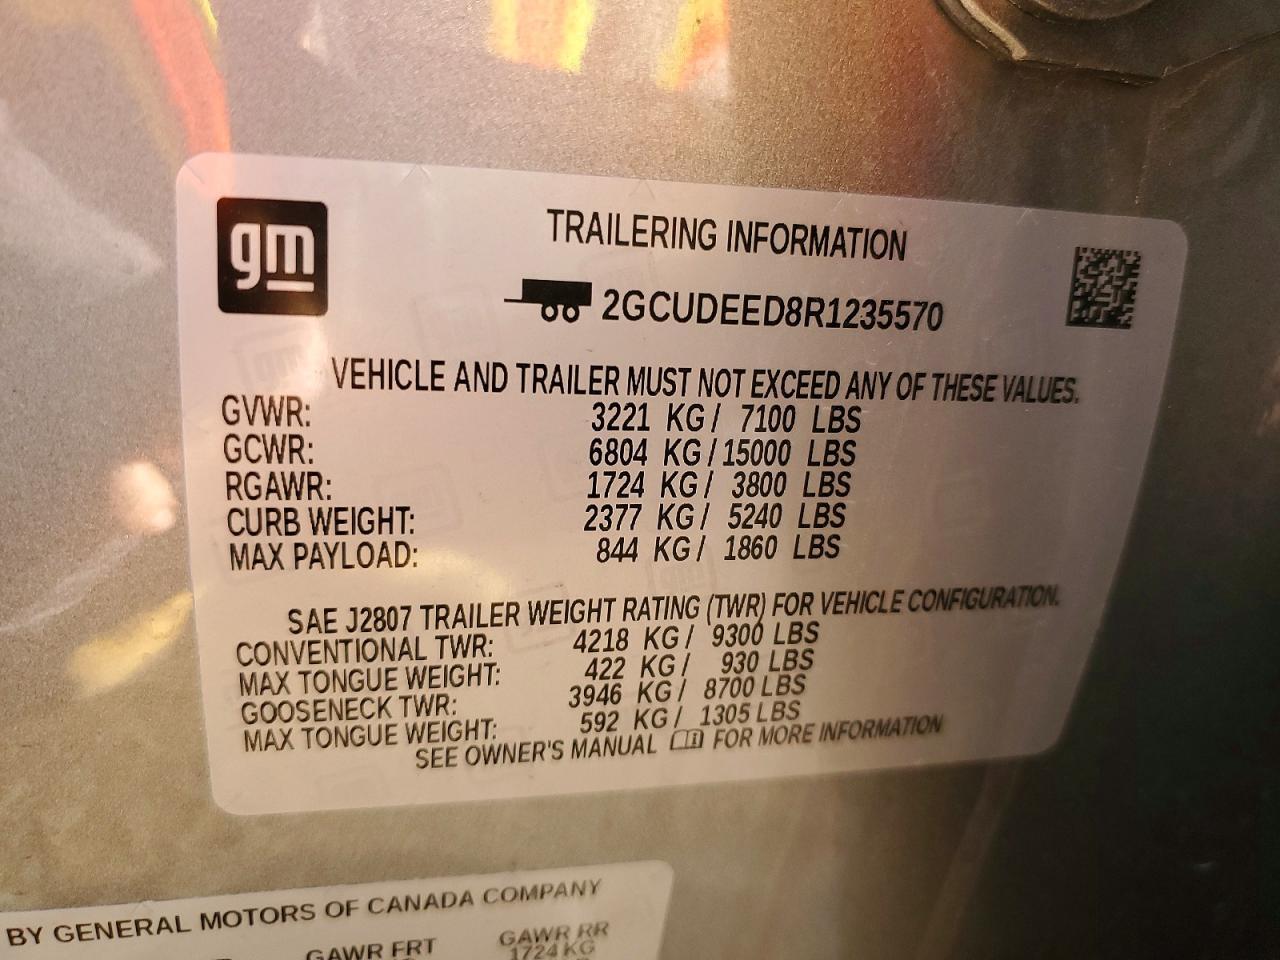 gm
TRAILERING INFORMATION
2GCUDEED8R1235570
VEHICLE AND TRAILER MUST NOT EXCEED ANY OF THESE VALUES.
GVWR: 3221 KG/ 7100 LBS
GCWR: 6804 KG/15000 LBS
RGAWR: 1724 KG/ 3800 LBS
CURB WEIGHT: 2377 KG/ 5240 LBS
MAX PAYLOAD: 844 KG/ 1860 LBS
SAE J2807 TRAILER WEIGHT RATING (TWR) FOR VEHICLE CONFIGURATION.
CONVENTIONAL TWR: 4218 KG/ 9300 LBS
MAX TONGUE WEIGHT: 422 KG/ 930 LBS
GOOSENECK TWR: 3946 KG/ 8700 LBS
MAX TONGUE WEIGHT: 592 KG/ 1305 LBS
SEE OWNER'S MANUAL FOR MORE INFORMATION
BY GENERAL MOTORS OF CANADA COMPANY
GAWR FRT GAWR RR
1724 KG